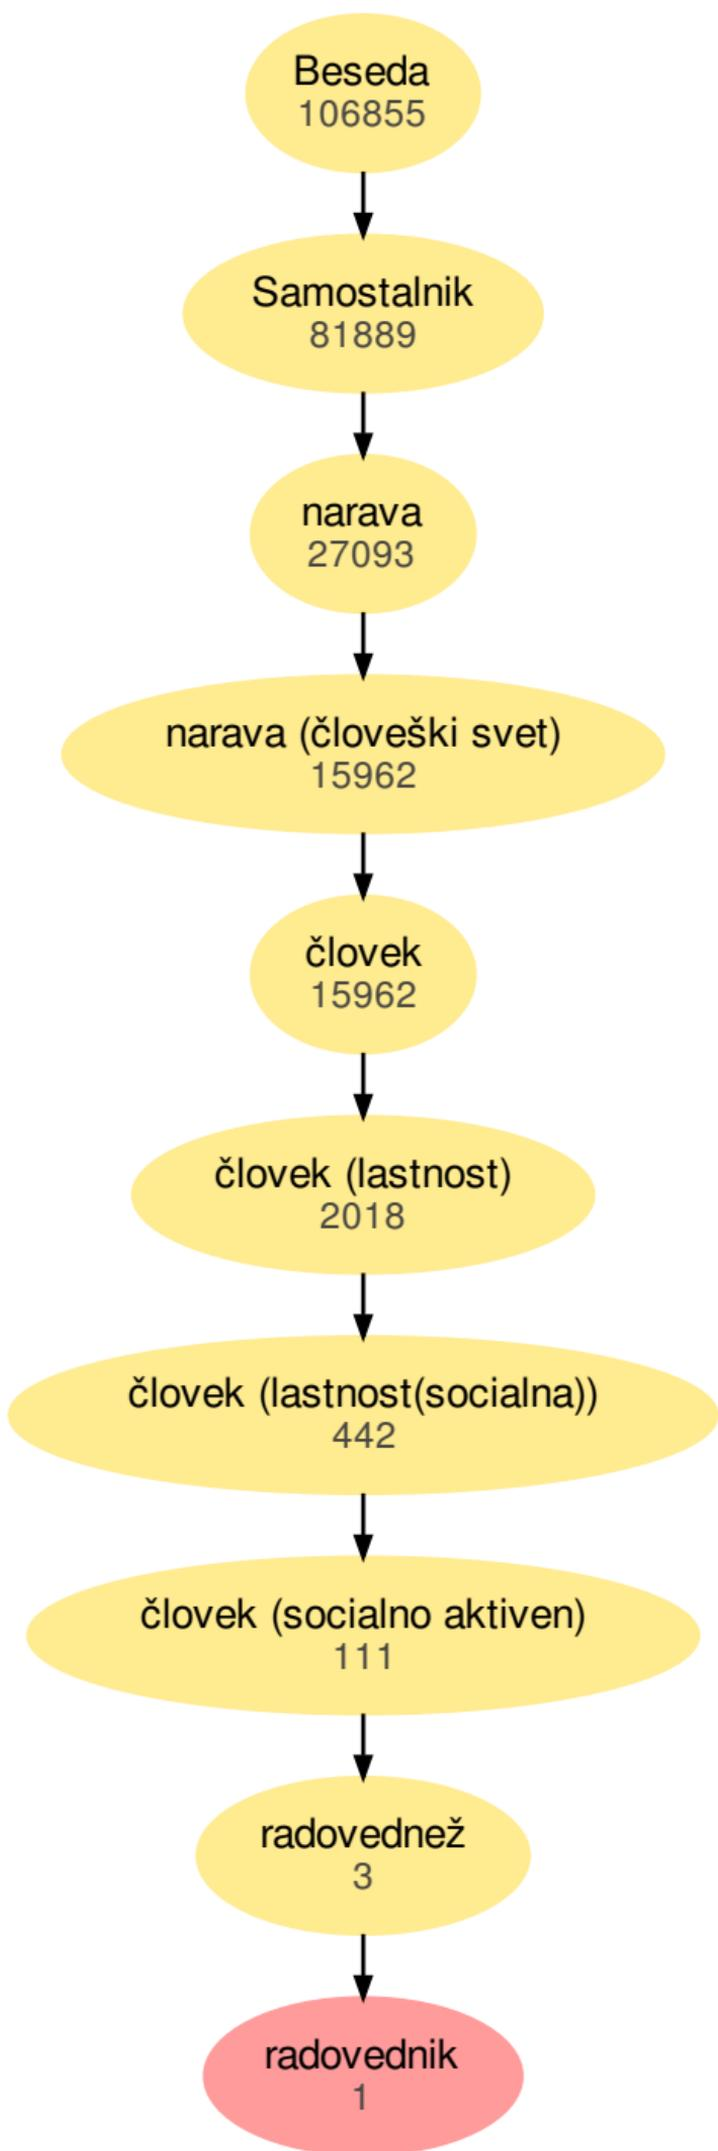 Beseda
106855
Samostalnik
81889
narava
27093
narava (človeški svet)
15962
človek
15962
človek (lastnost)
2018
človek (lastnost(socialna))
442
človek (socialno aktiven)
111
radovednež
3
radovednik
1